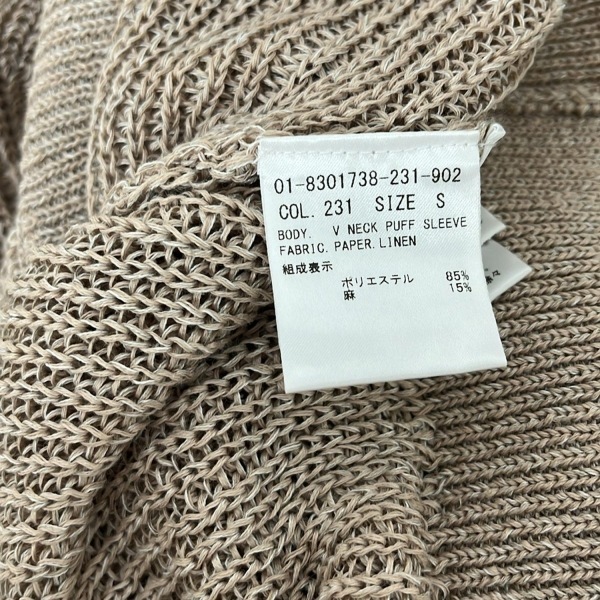 01-8301738-231-902
COL. 231 SIZE S
BODY. V NECK PUFF SLEEVE
FABRIC. PAPER. LINEN
組成表示
ポリエステル 85%
麻 15%